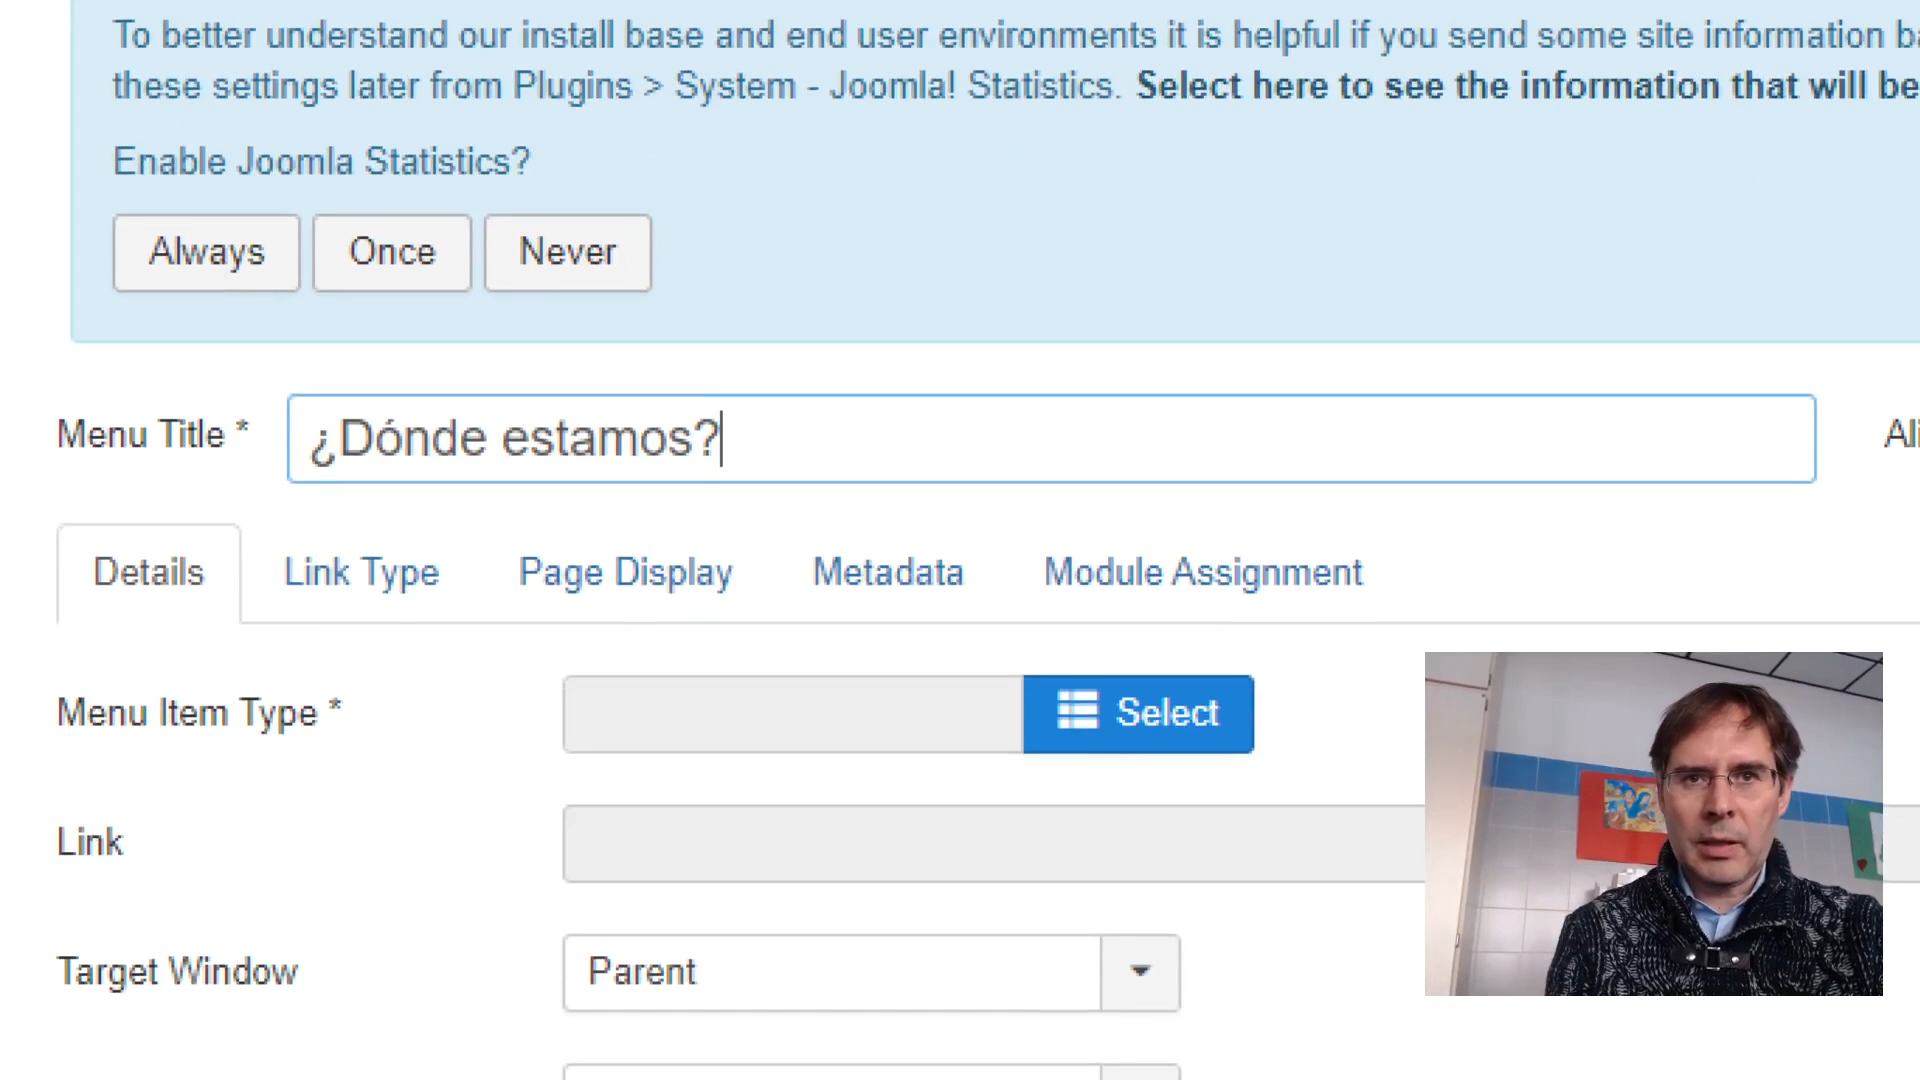 To better understand our install base and end user environments it is helpful if you send some site information
these settings later from Plugins > System - Joomla! Statistics. Select here to see the information that will be
Enable Joomla Statistics?
Always Once Never
Menu Title * ¿Dónde estamos?
Details Link Type Page Display Metadata Module Assignment
Menu Item Type * Select
Link
Target Window Parent